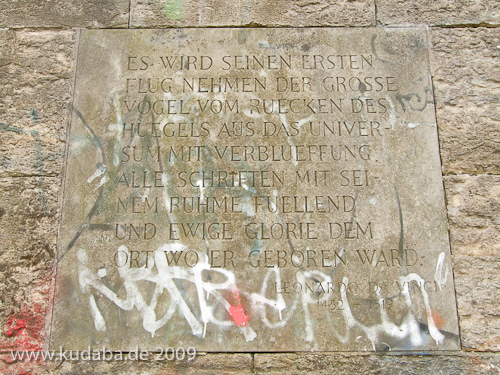 ES WIRD SEINEN ERSTEN
FLUG NEHMEN DER GROSSE
VOGEL VOM RUECKEN DES
HUEGELS AUS DAS UNIVER-
SUM MIT VERBLUEFFUNG
ALLE SCHRIFTEN MIT SEI-
NEM RUHME FUELLEND
UND EWIGE GLORIE DEM
ORT WO ER GEBOREN WARD-
LEONARDO DA VINCI
1452 -
www.kudaba.de 2009